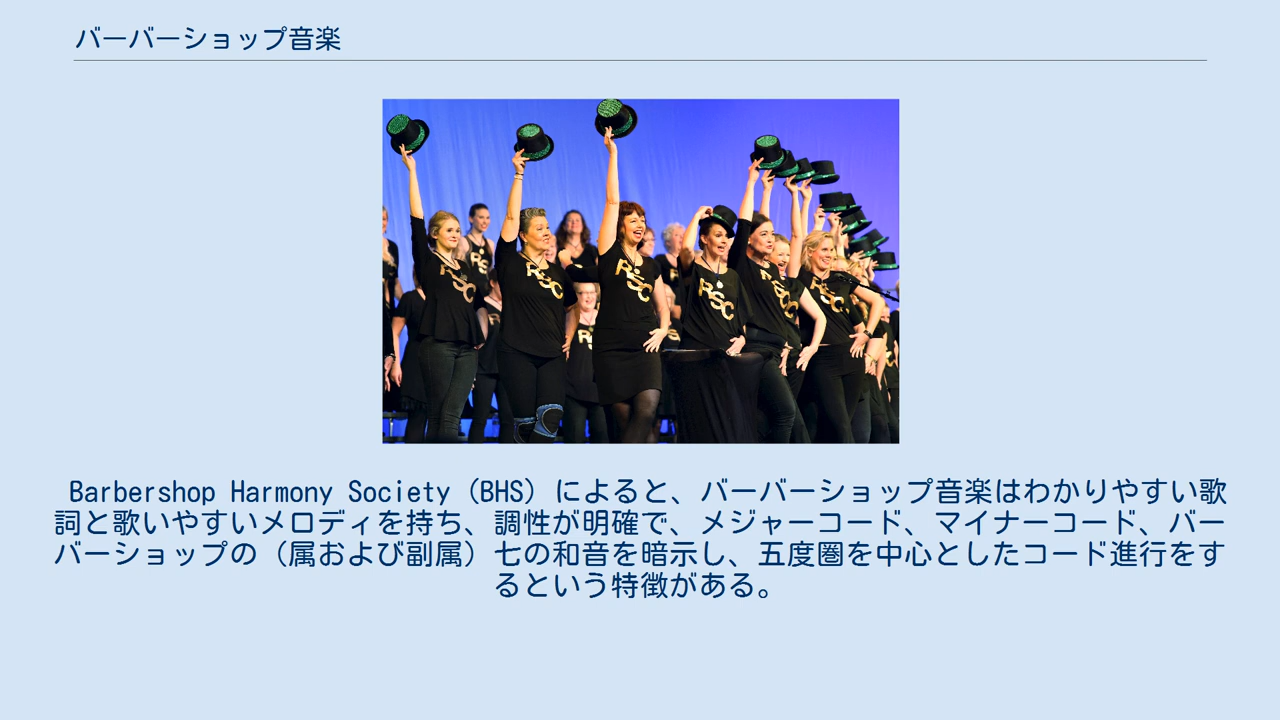 バーバーショップ音楽
RSC
RSC
RSC
RSC
RSC
RSC
Barbershop Harmony Society（BHS）によると、バーバーショップ音楽はわかりやすい歌
詞と歌いやすいメロディを持ち、調性が明確で、メジャーコード、マイナーコード、バー
バーショップの（属および副属）七の和音を暗示し、五度圏を中心としたコード進行をす
るという特徴がある。